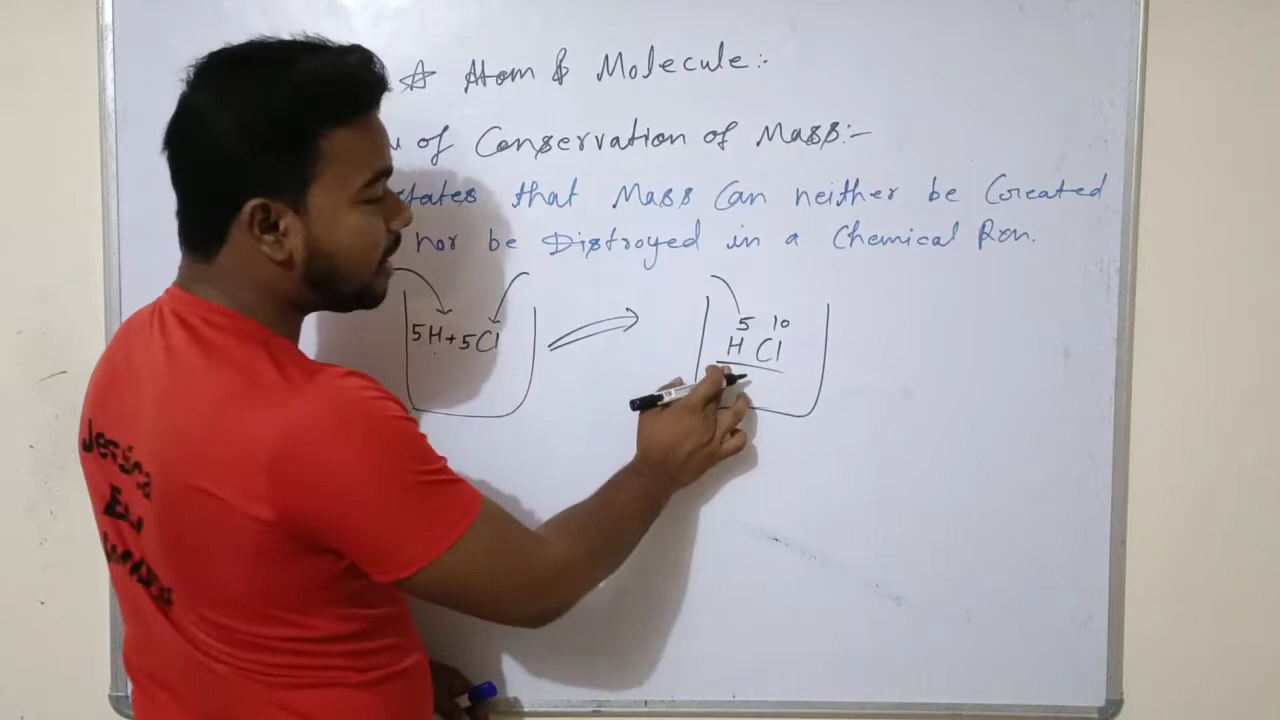 ☆ Atom & Molecule:-
of Conservation of Mass:-
states that Mass Can neither be Created
nor be Distroyed in a Chemical Rxn.
5H+5Cl
5 10
H Cl